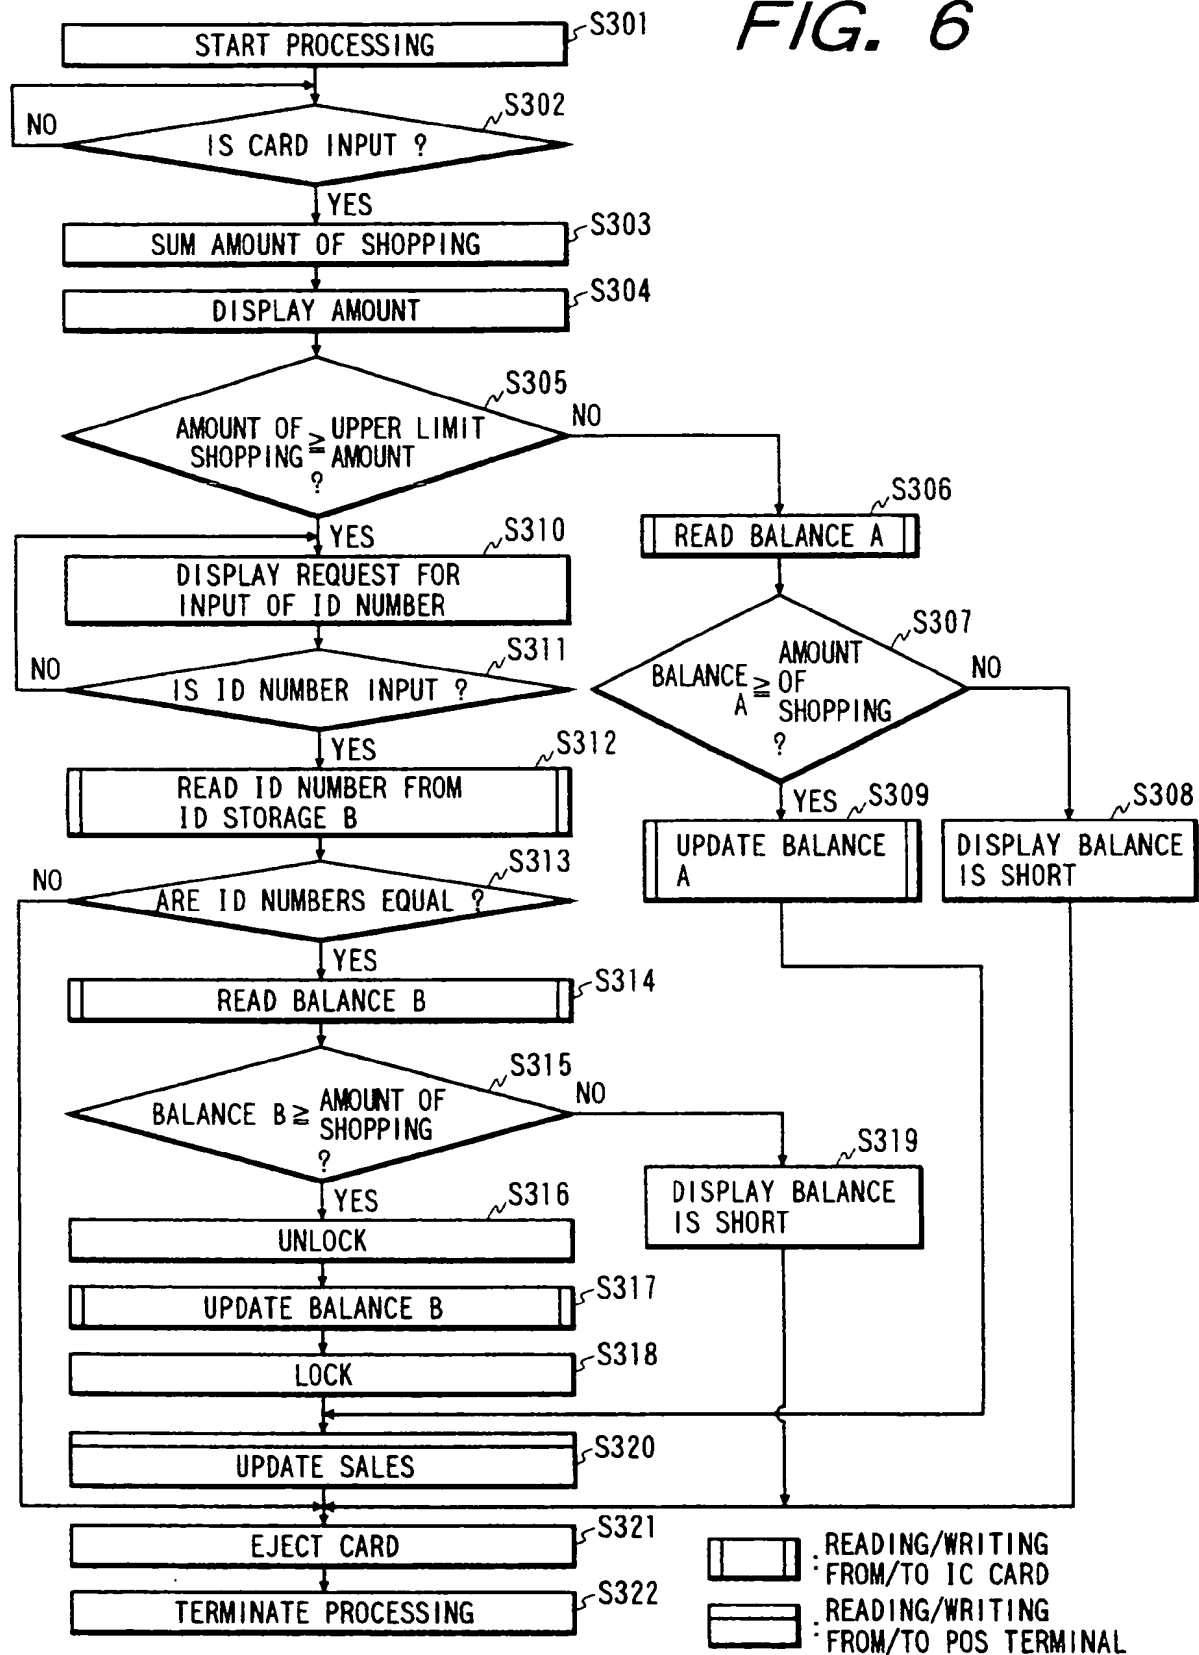 FIG. 6
START PROCESSING
S301
IS CARD INPUT ?
S302
NO
YES
SUM AMOUNT OF SHOPPING
S303
DISPLAY AMOUNT
S304
AMOUNT OF SHOPPING ≧ UPPER LIMIT AMOUNT
?
S305
NO
YES
READ BALANCE A
S306
DISPLAY REQUEST FOR
INPUT OF ID NUMBER
S310
BALANCE A ≧ AMOUNT OF SHOPPING
?
S307
NO
YES
IS ID NUMBER INPUT ?
S311
NO
YES
READ ID NUMBER FROM
ID STORAGE B
S312
UPDATE BALANCE
A
S309
DISPLAY BALANCE
IS SHORT
S308
ARE ID NUMBERS EQUAL ?
S313
NO
YES
READ BALANCE B
S314
BALANCE B ≧ AMOUNT OF SHOPPING
?
S315
NO
YES
DISPLAY BALANCE
IS SHORT
S319
UNLOCK
S316
UPDATE BALANCE B
S317
LOCK
S318
UPDATE SALES
S320
EJECT CARD
S321
TERMINATE PROCESSING
S322
: READING/WRITING
FROM/TO IC CARD
: READING/WRITING
FROM/TO POS TERMINAL